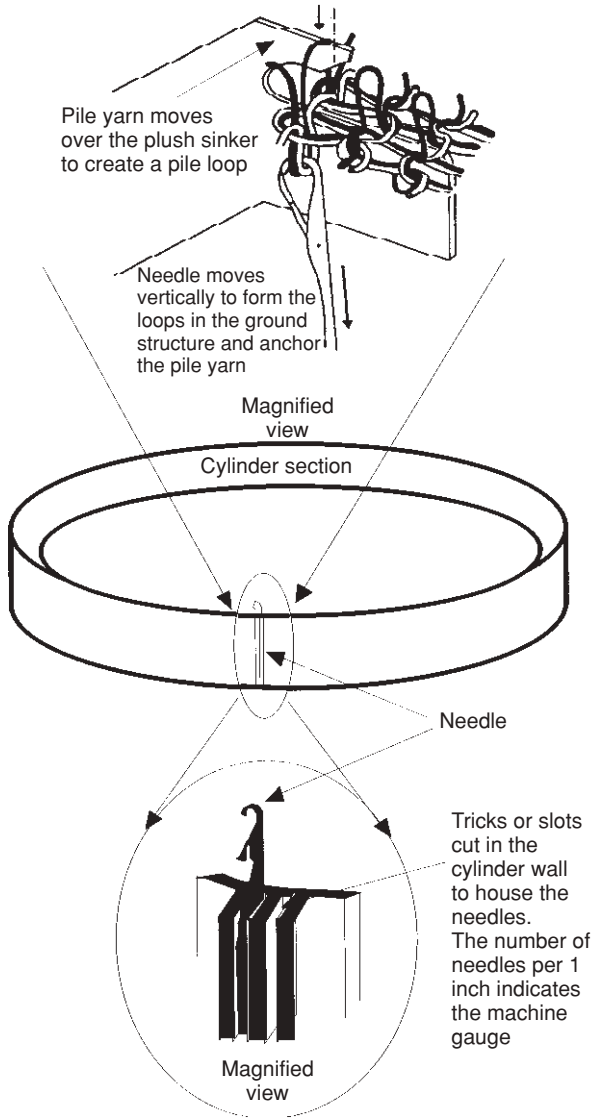 Pile yarn moves
over the plush sinker
to create a pile loop
Needle moves
vertically to form the
loops in the ground
structure and anchor
the pile yarn
Magnified
view
Cylinder section
Needle
Tricks or slots
cut in the
cylinder wall
to house the
needles.
The number of
needles per 1
inch indicates
the machine
gauge
Magnified
view